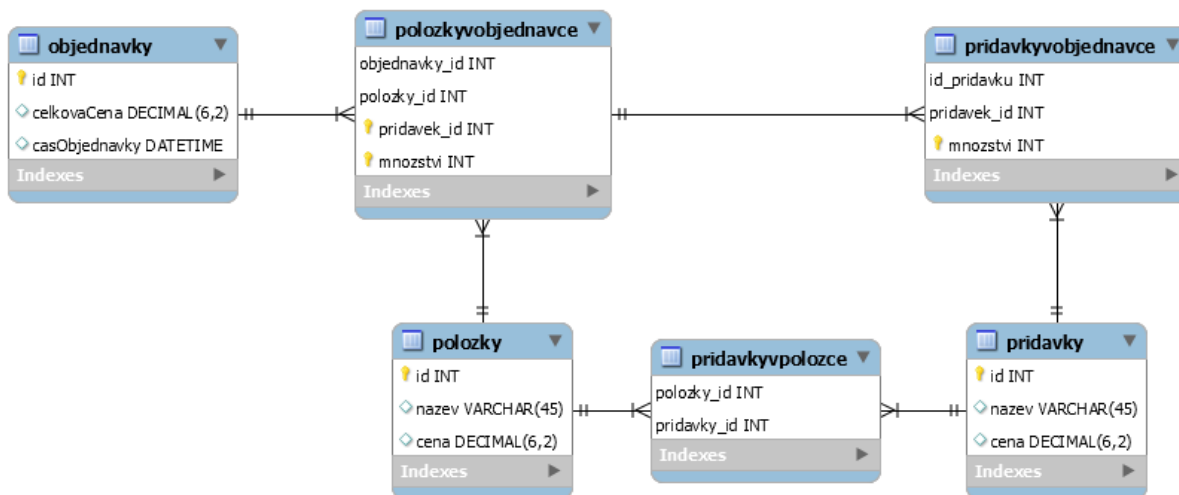 objednavky
id INT
celkovaCena DECIMAL(6,2)
casObjednavky DATETIME
Indexes
polozkyvobjednavce
objednavky_id INT
polozky_id INT
pridavek_id INT
mnozstvi INT
Indexes
pridavkyvobjednavce
id_pridavku INT
pridavek_id INT
mnozstvi INT
Indexes
polozky
id INT
nazev VARCHAR(45)
cena DECIMAL(6,2)
Indexes
pridavkyvpolozce
polozky_id INT
pridavky_id INT
Indexes
pridavky
id INT
nazev VARCHAR(45)
cena DECIMAL(6,2)
Indexes